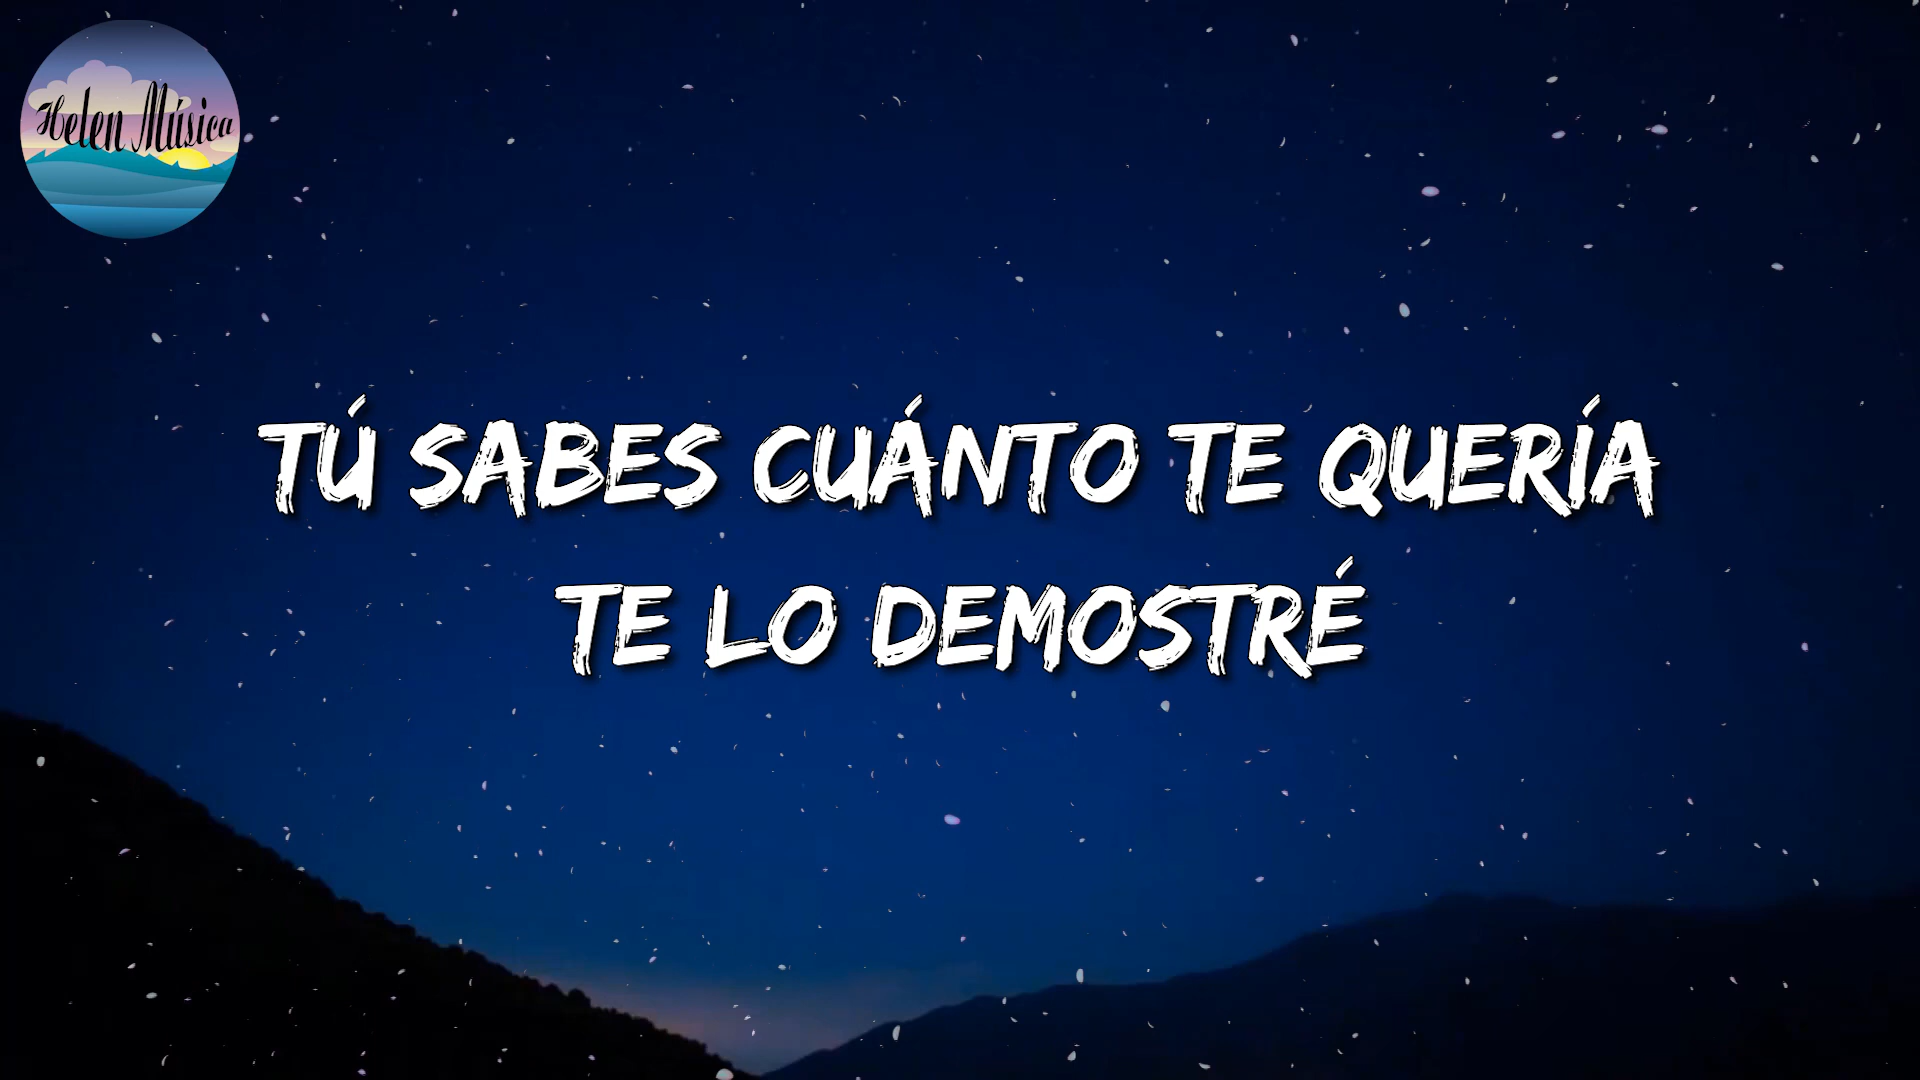 Helen Música
TÚ SABES CUÁNTO TE QUERÍA
TE LO DEMOSTRÉ